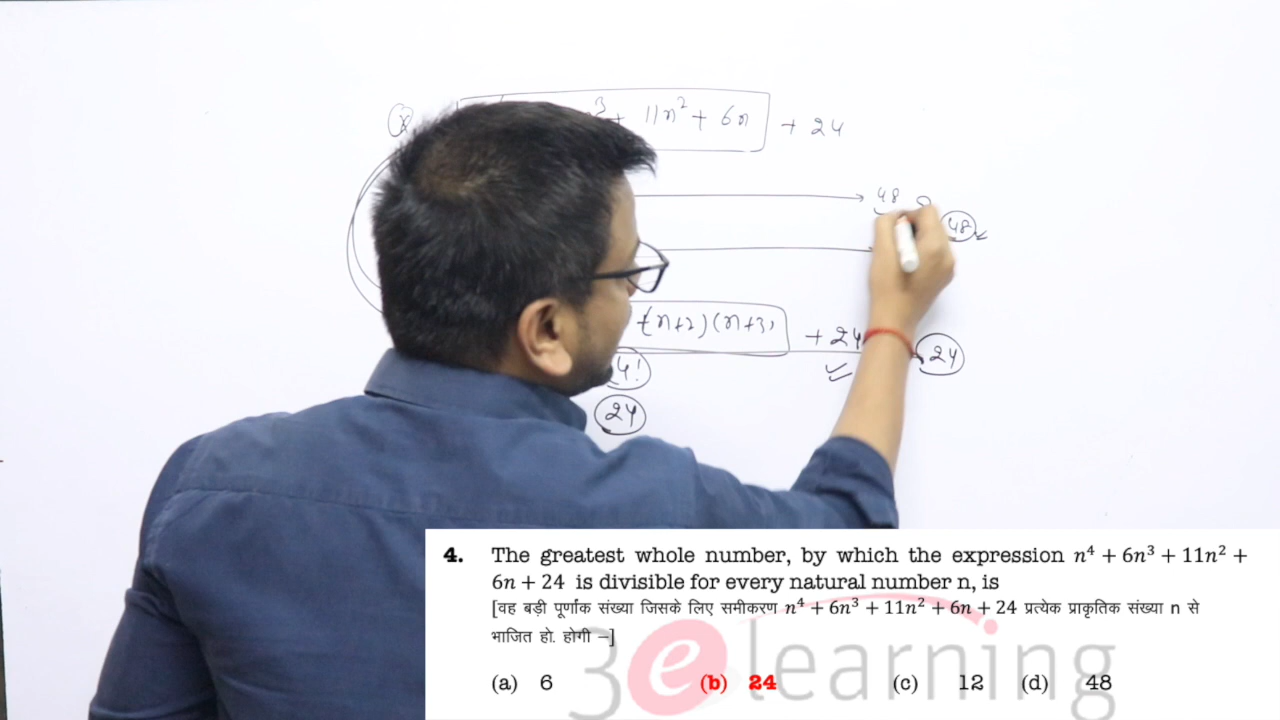 3 + 11n² + 6n + 24
48
48
(n+2)(n+3) + 24
24
4!
24
4. The greatest whole number, by which the expression n⁴ + 6n³ + 11n² +
6n + 24 is divisible for every natural number n, is
[वह बड़ी पूर्णांक संख्या जिसके लिए समीकरण n⁴ + 6n³ + 11n² + 6n + 24 प्रत्येक प्राकृतिक संख्या n से
भाजित हो. होगी –]
3elearning
(a) 6 (b) 24 (c) 12 (d) 48